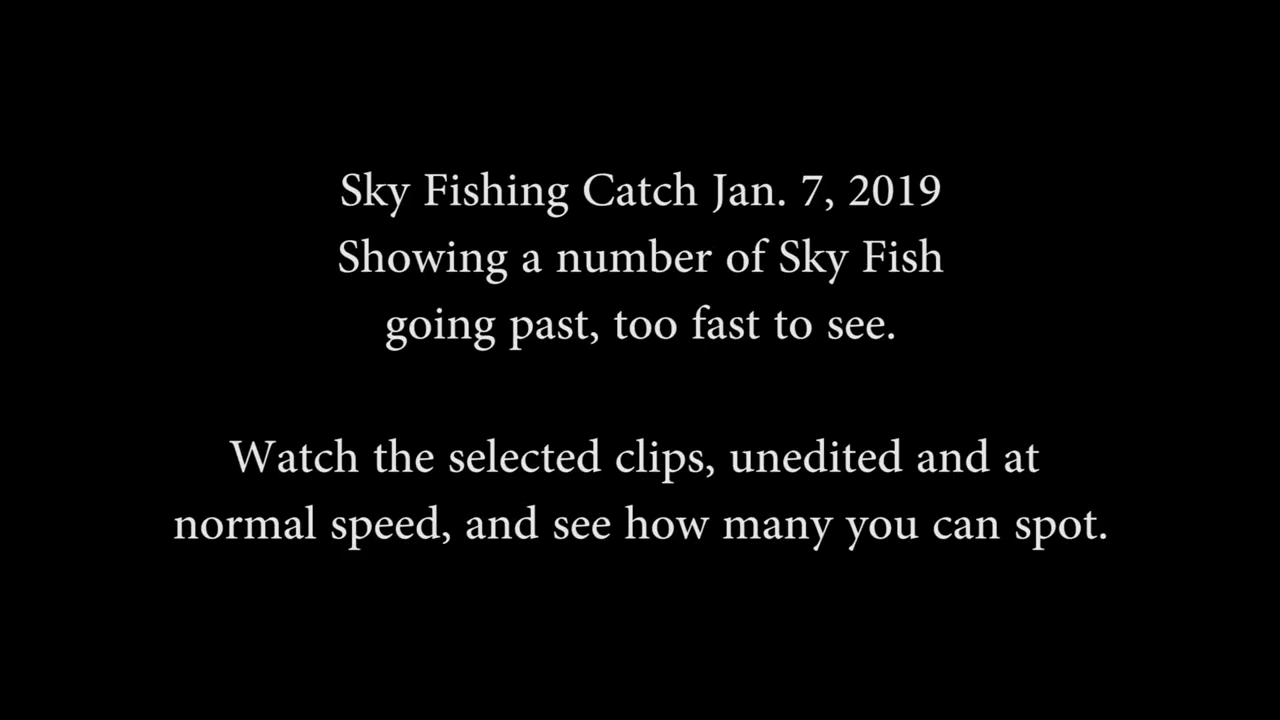 Sky Fishing Catch Jan. 7, 2019
Showing a number of Sky Fish
going past, too fast to see.
Watch the selected clips, unedited and at
normal speed, and see how many you can spot.